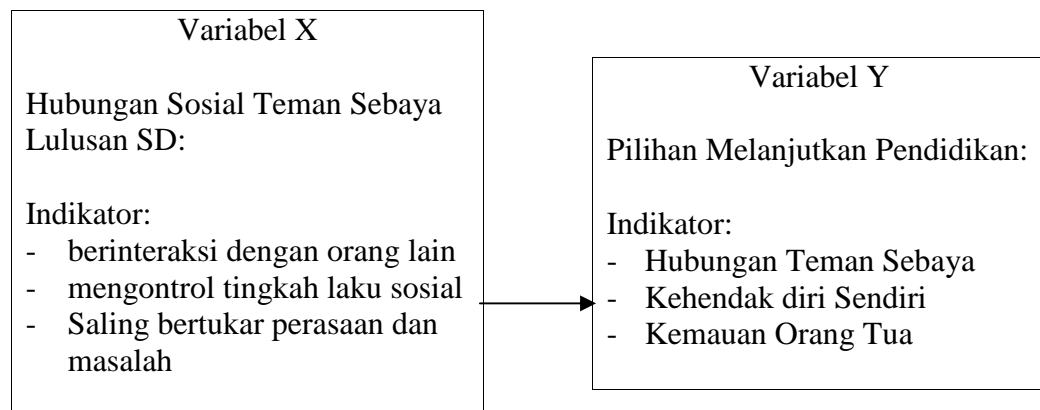 Variabel X
Hubungan Sosial Teman Sebaya
Lulusan SD:
Indikator:
- berinteraksi dengan orang lain
- mengontrol tingkah laku sosial
- Saling bertukar perasaan dan
masalah
Variabel Y
Pilihan Melanjutkan Pendidikan:
Indikator:
- Hubungan Teman Sebaya
- Kehendak diri Sendiri
- Kemauan Orang Tua